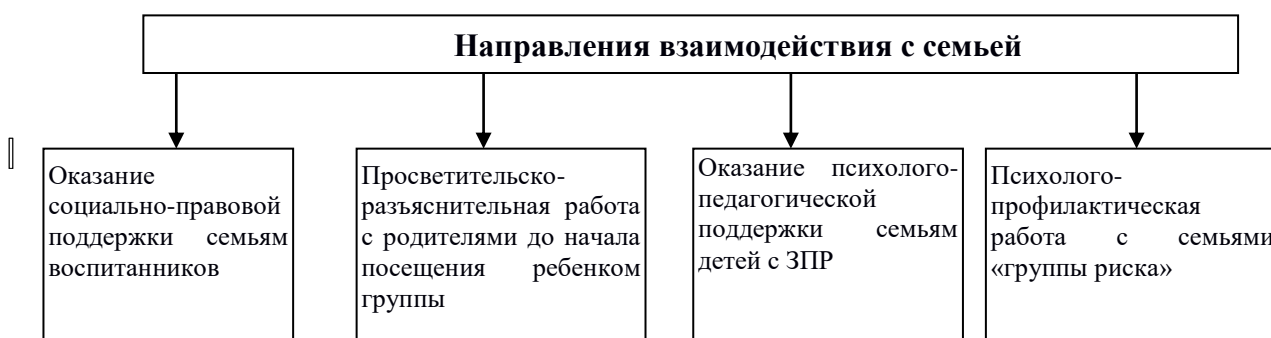 Направления взаимодействия с семьей
Оказание
социально-правовой
поддержки семьям
воспитанников
Просветительско-
разъяснительная работа
с родителями до начала
посещения ребенком
группы
Оказание психолого-
педагогической
поддержки семьям
детей с ЗПР
Психолого-
профилактическая
работа с семьями
«группы риска»